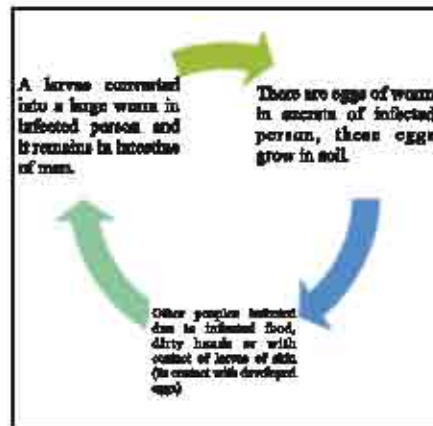 A larvae converted
into a large worm in
infected person and
it remains in intestine
of man.
There are eggs of worm
in secrets of infected
person, these eggs
grow in soil.
Other peoples infected
due to infected food,
dirty hands or with
contact of larvae of skin
(in contact with developed
eggs)